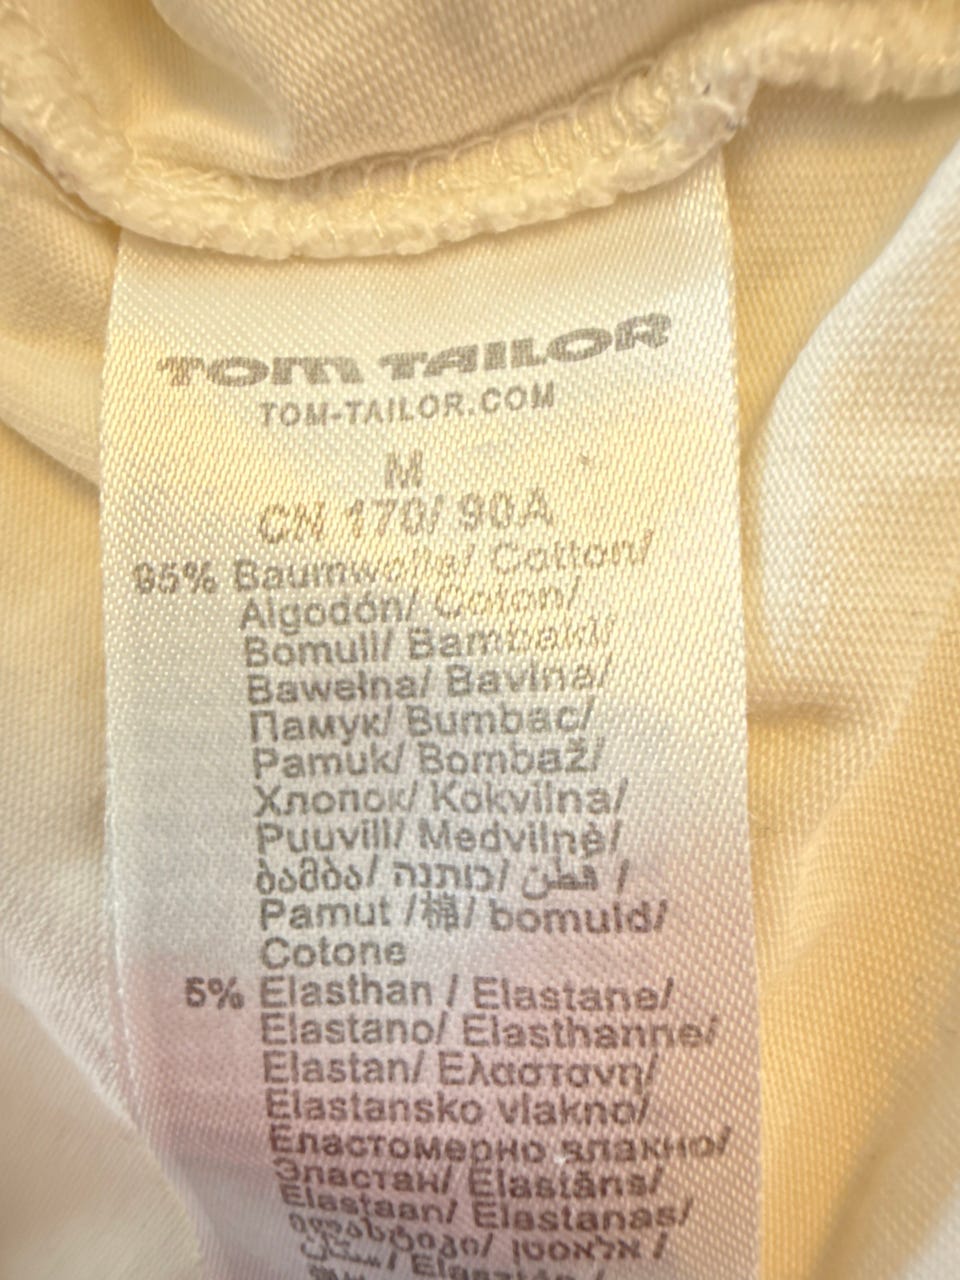 TOM TAILOR
TOM-TAILOR.COM
M
CN 170/ 90A
95% Baumwolle/ Cotton/
Algodón/ Coton/
Bomull/ Bambaki/
Bawełna/ Bavlna/
Памук/ Bumbac/
Pamuk/ Bombaž/
Хлопок/ Kokvilna/
Puuvill/ Medvilnė/
ბამბა/ כותנה/ قطن /
Pamut /棉/ bomuld/
Cotone
5% Elasthan / Elastane/
Elastano/ Elasthanne/
Elastan/ Ελαστανη/
Elastansko vlakno/
Еластомерно влакно/
Эластан/ Elastāns/
Elastaan/ Elastanas/
ელასტიკი/ אלאסטן /
/ Elasztán/